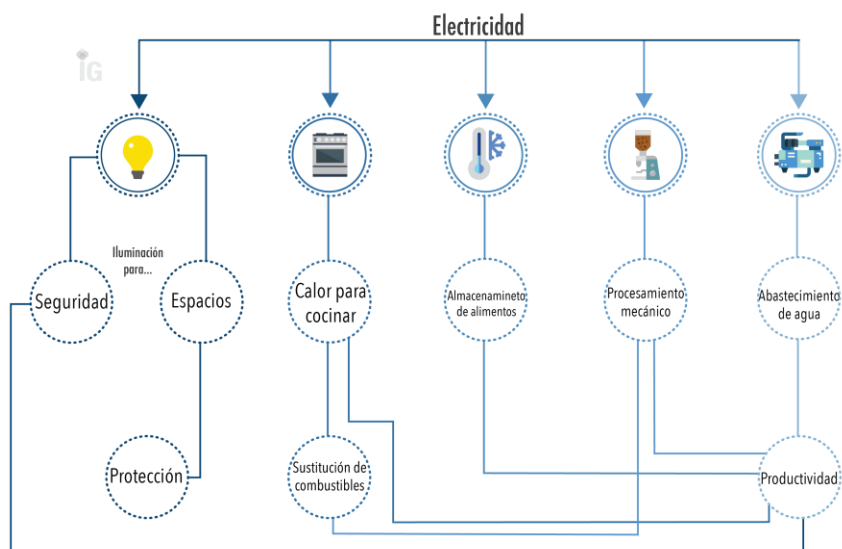 Electricidad
IG
Iluminación
para...
Seguridad
Espacios
Calor para
cocinar
Almacenamineto
de alimentos
Procesamiento
mecánico
Abastecimiento
de agua
Protección
Sustitución de
combustibles
Productividad